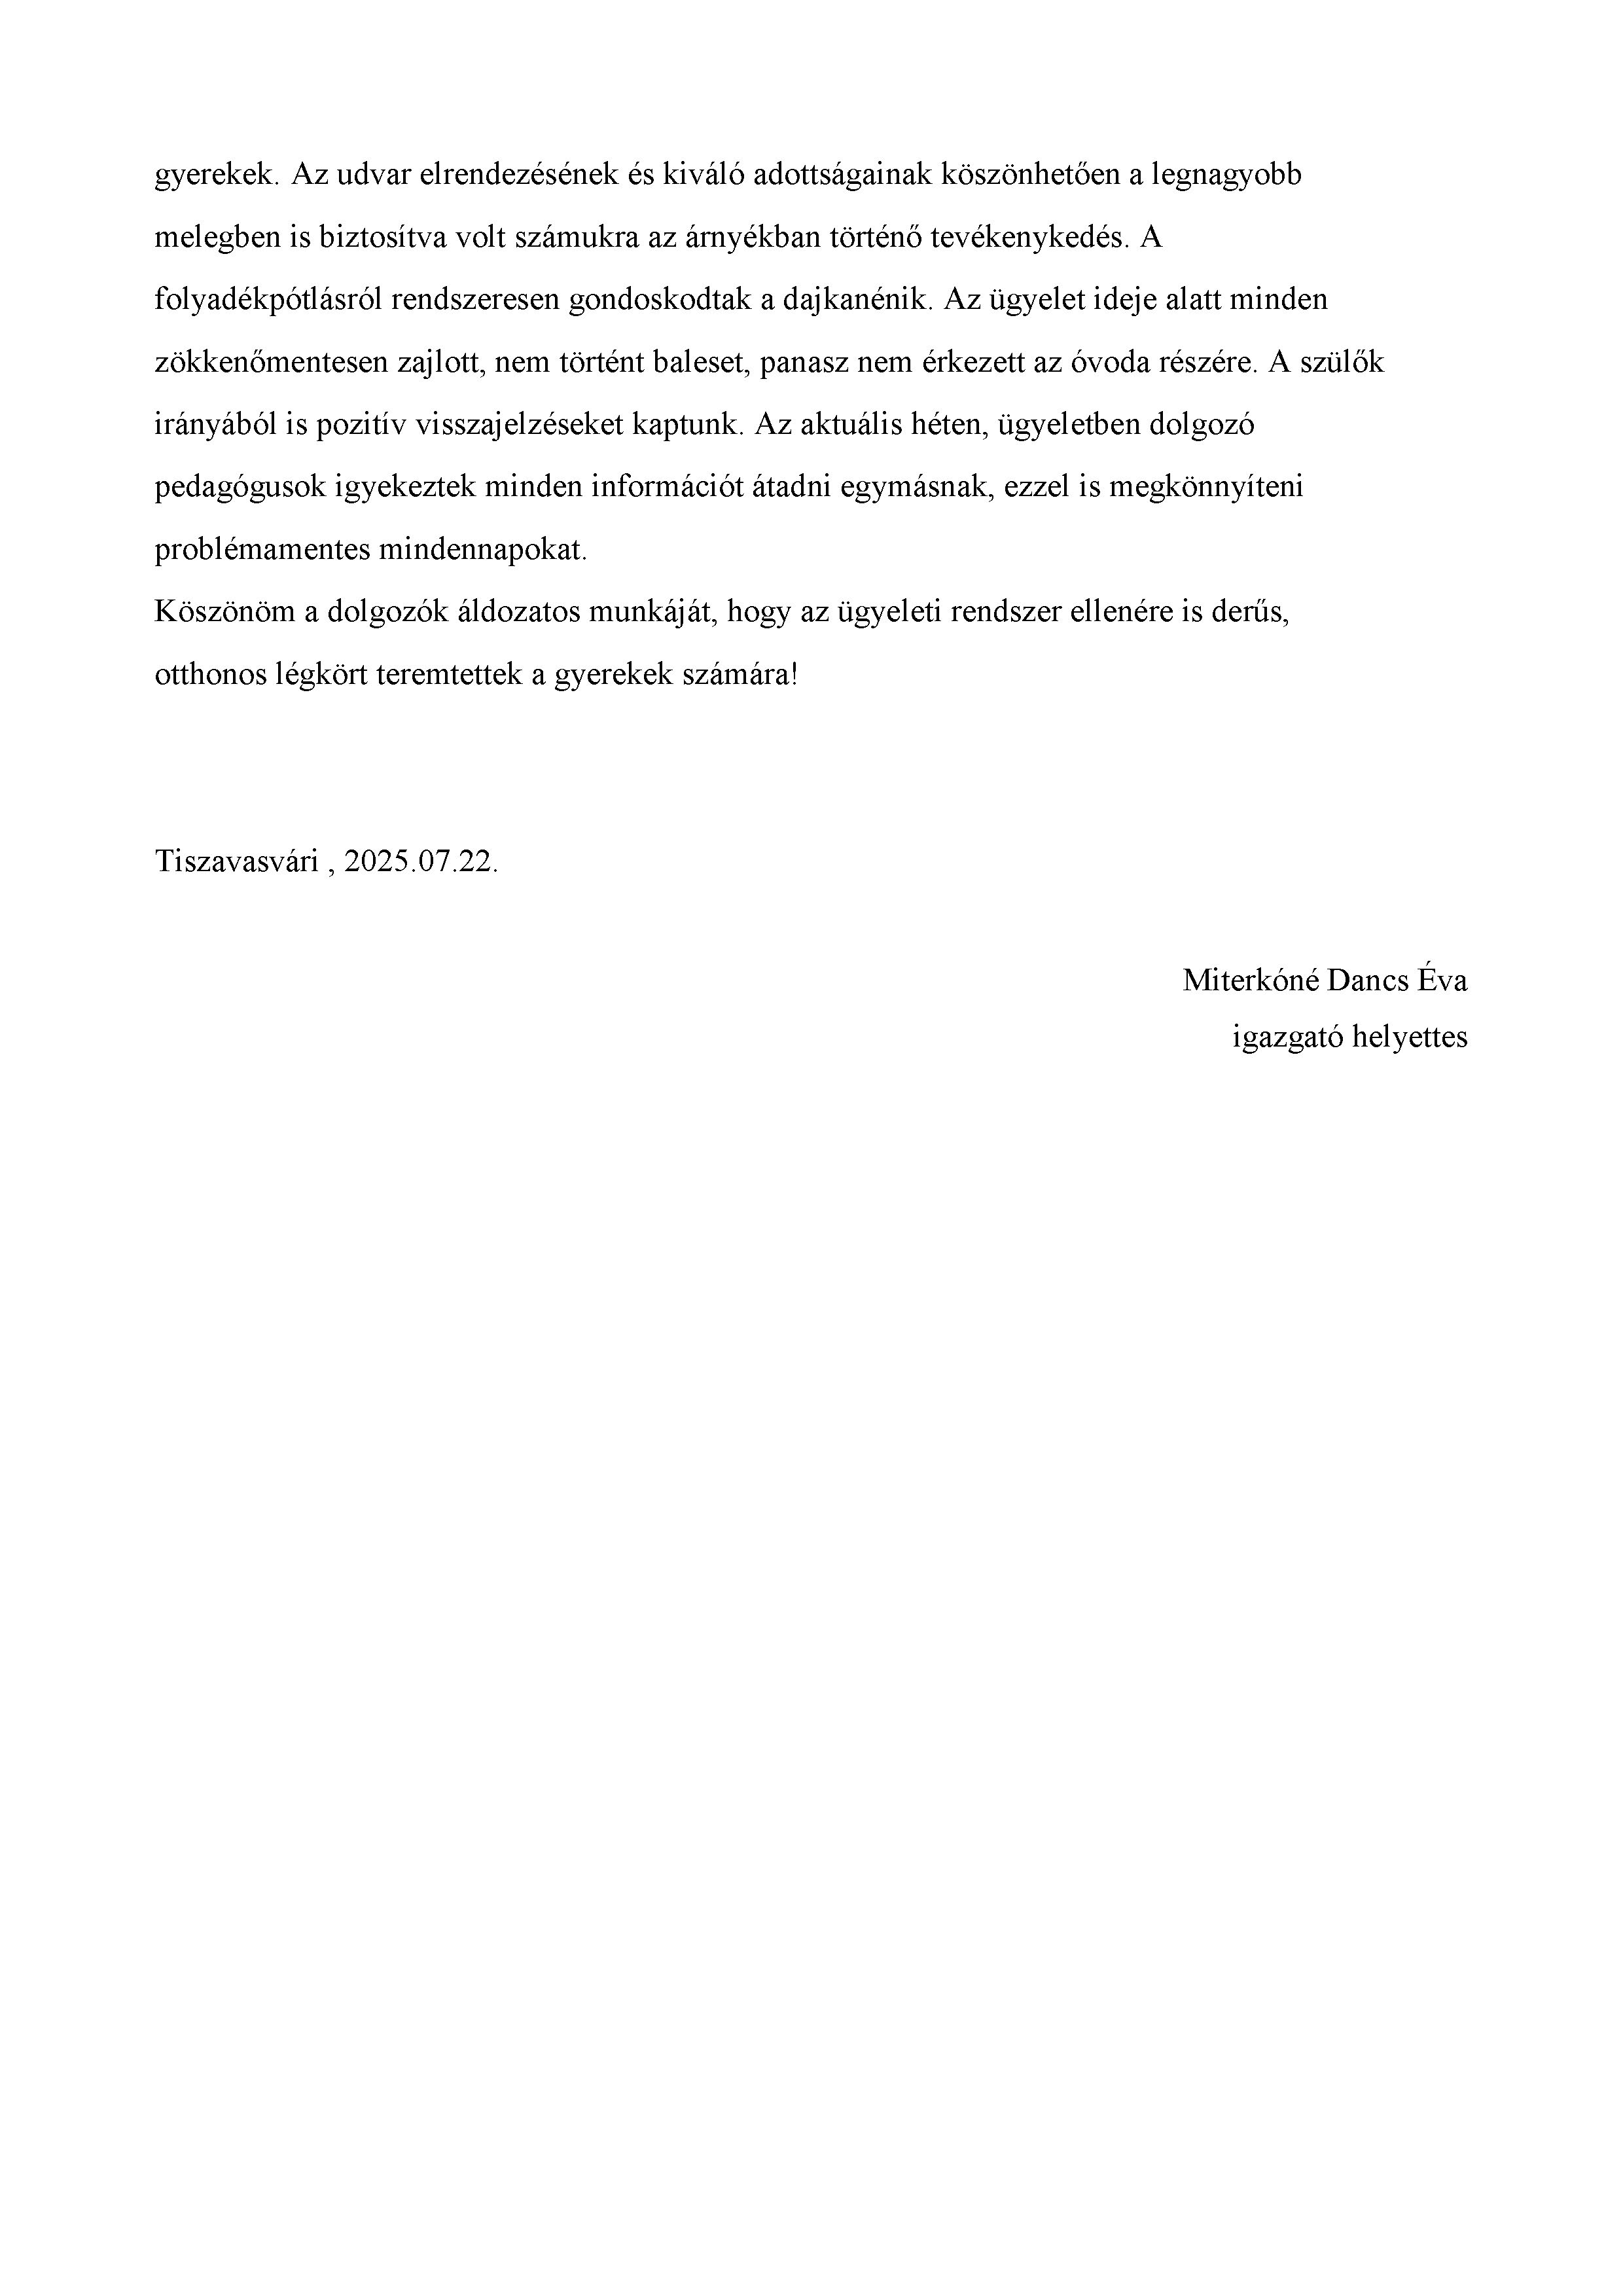 gyerekek. Az udvar elrendezésének és kiváló adottságainak köszönhetően a legnagyobb
melegben is biztosítva volt számukra az árnyékban történő tevékenykedés. A
folyadékpótlásról rendszeresen gondoskodtak a dajkanénik. Az ügyelet ideje alatt minden
zökkenőmentesen zajlott, nem történt baleset, panasz nem érkezett az óvoda részére. A szülők
irányából is pozitív visszajelzéseket kaptunk. Az aktuális héten, ügyeletben dolgozó
pedagógusok igyekeztek minden információt átadni egymásnak, ezzel is megkönnyíteni
problémamentes mindennapokat.
Köszönöm a dolgozók áldozatos munkáját, hogy az ügyeleti rendszer ellenére is derűs,
otthonos légkört teremtettek a gyerekek számára!
Tiszavasvári , 2025.07.22.
Miterkóné Dancs Éva
igazgató helyettes